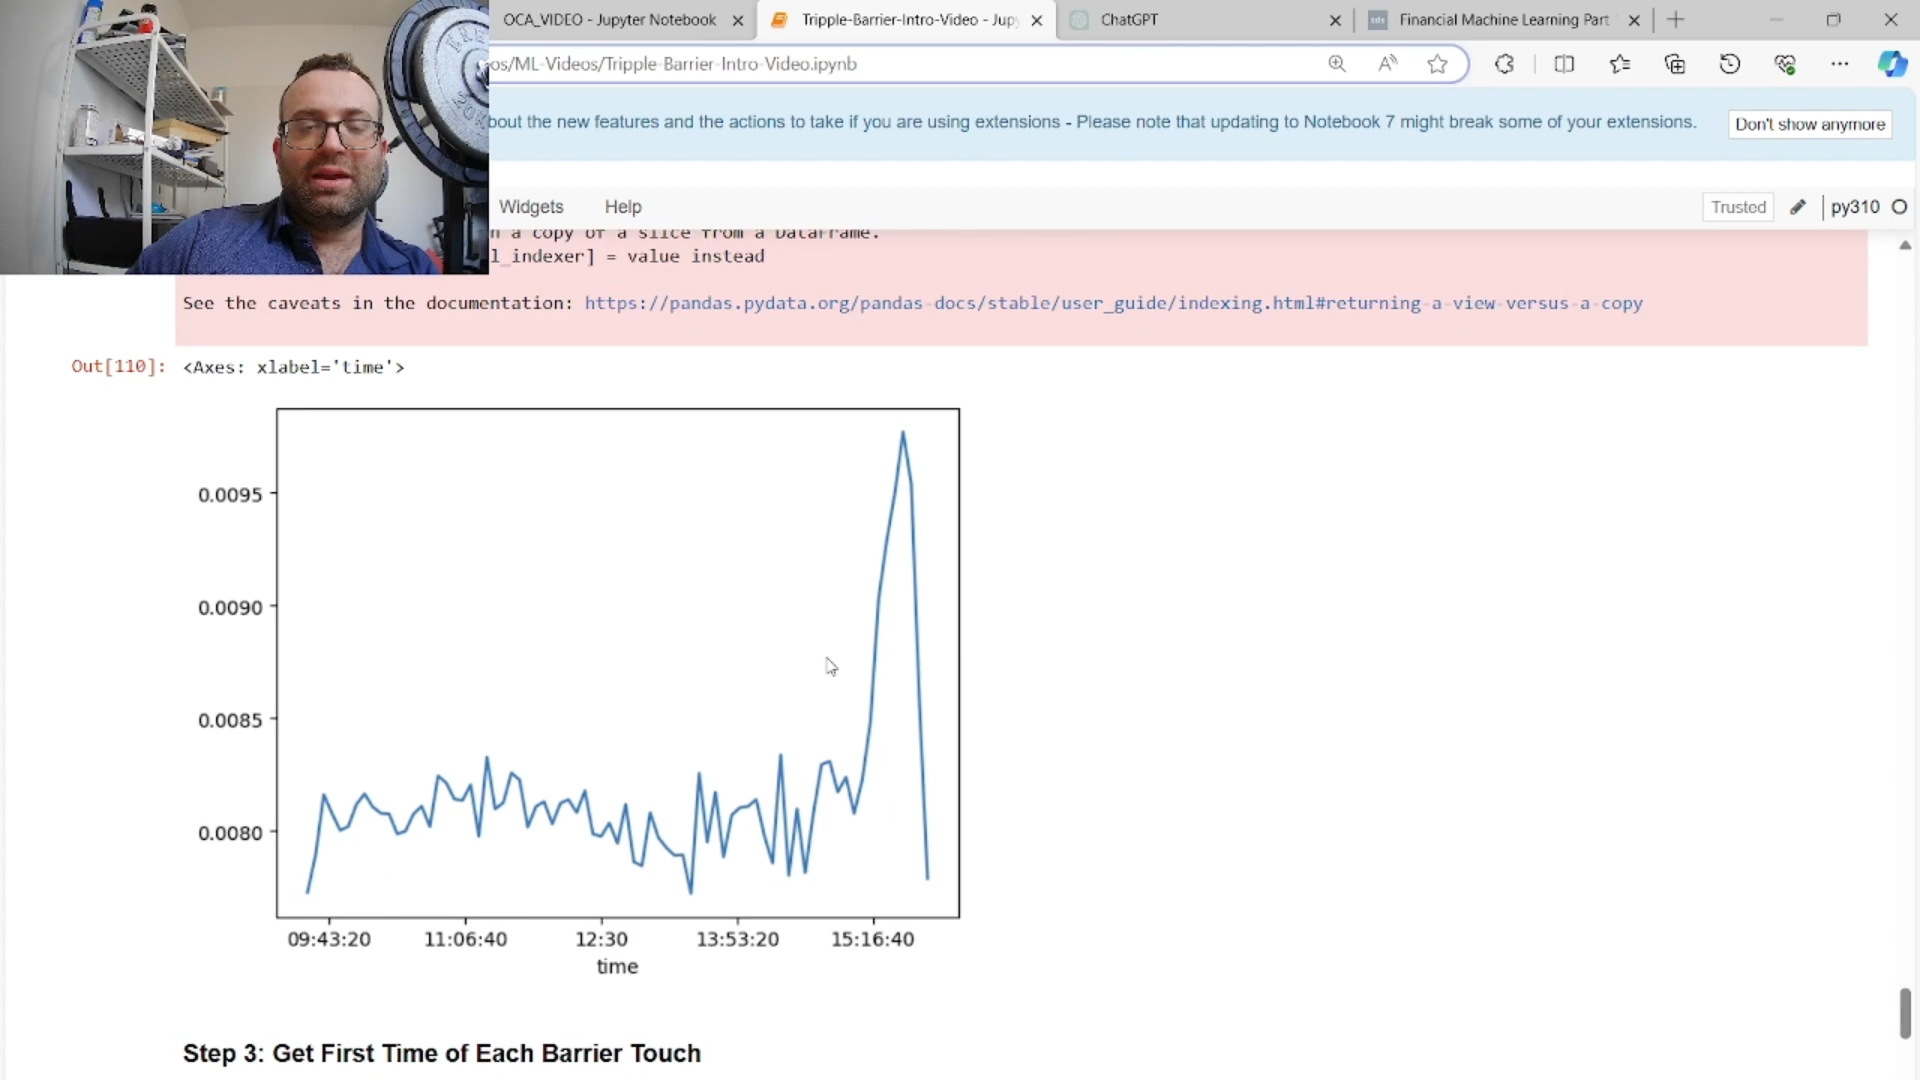 OCA_VIDEO - Jupyter Notebook
Tripple-Barrier-Intro-Video - Jup
ChatGPT
Financial Machine Learning Part
os/ML-Videos/Tripple-Barrier-Intro-Video.ipynb
bout the new features and the actions to take if you are using extensions - Please note that updating to Notebook 7 might break some of your extensions.
Don't show anymore
Widgets Help
Trusted
py310
n a copy of a slice from a DataFrame.
l_indexer] = value instead
See the caveats in the documentation: https://pandas.pydata.org/pandas-docs/stable/user_guide/indexing.html#returning-a-view-versus-a-copy
Out[110]: <Axes: xlabel='time'>
0.0095
0.0090
0.0085
0.0080
09:43:20 11:06:40 12:30 13:53:20 15:16:40
time
Step 3: Get First Time of Each Barrier Touch